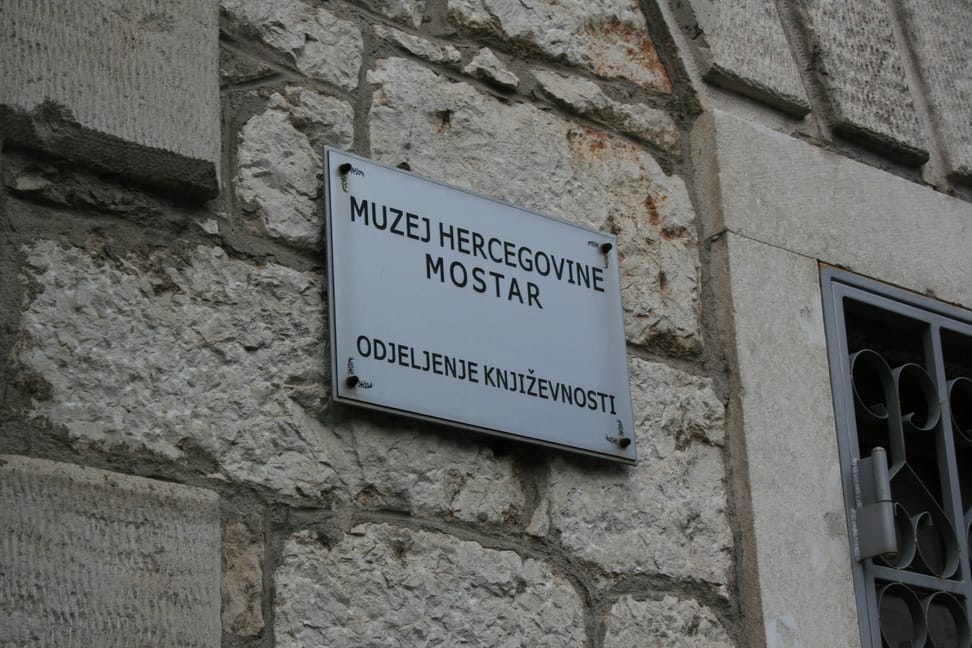 MUZEJ HERCEGOVINE
MOSTAR
ODJELJENJE KNJIŽEVNOSTI